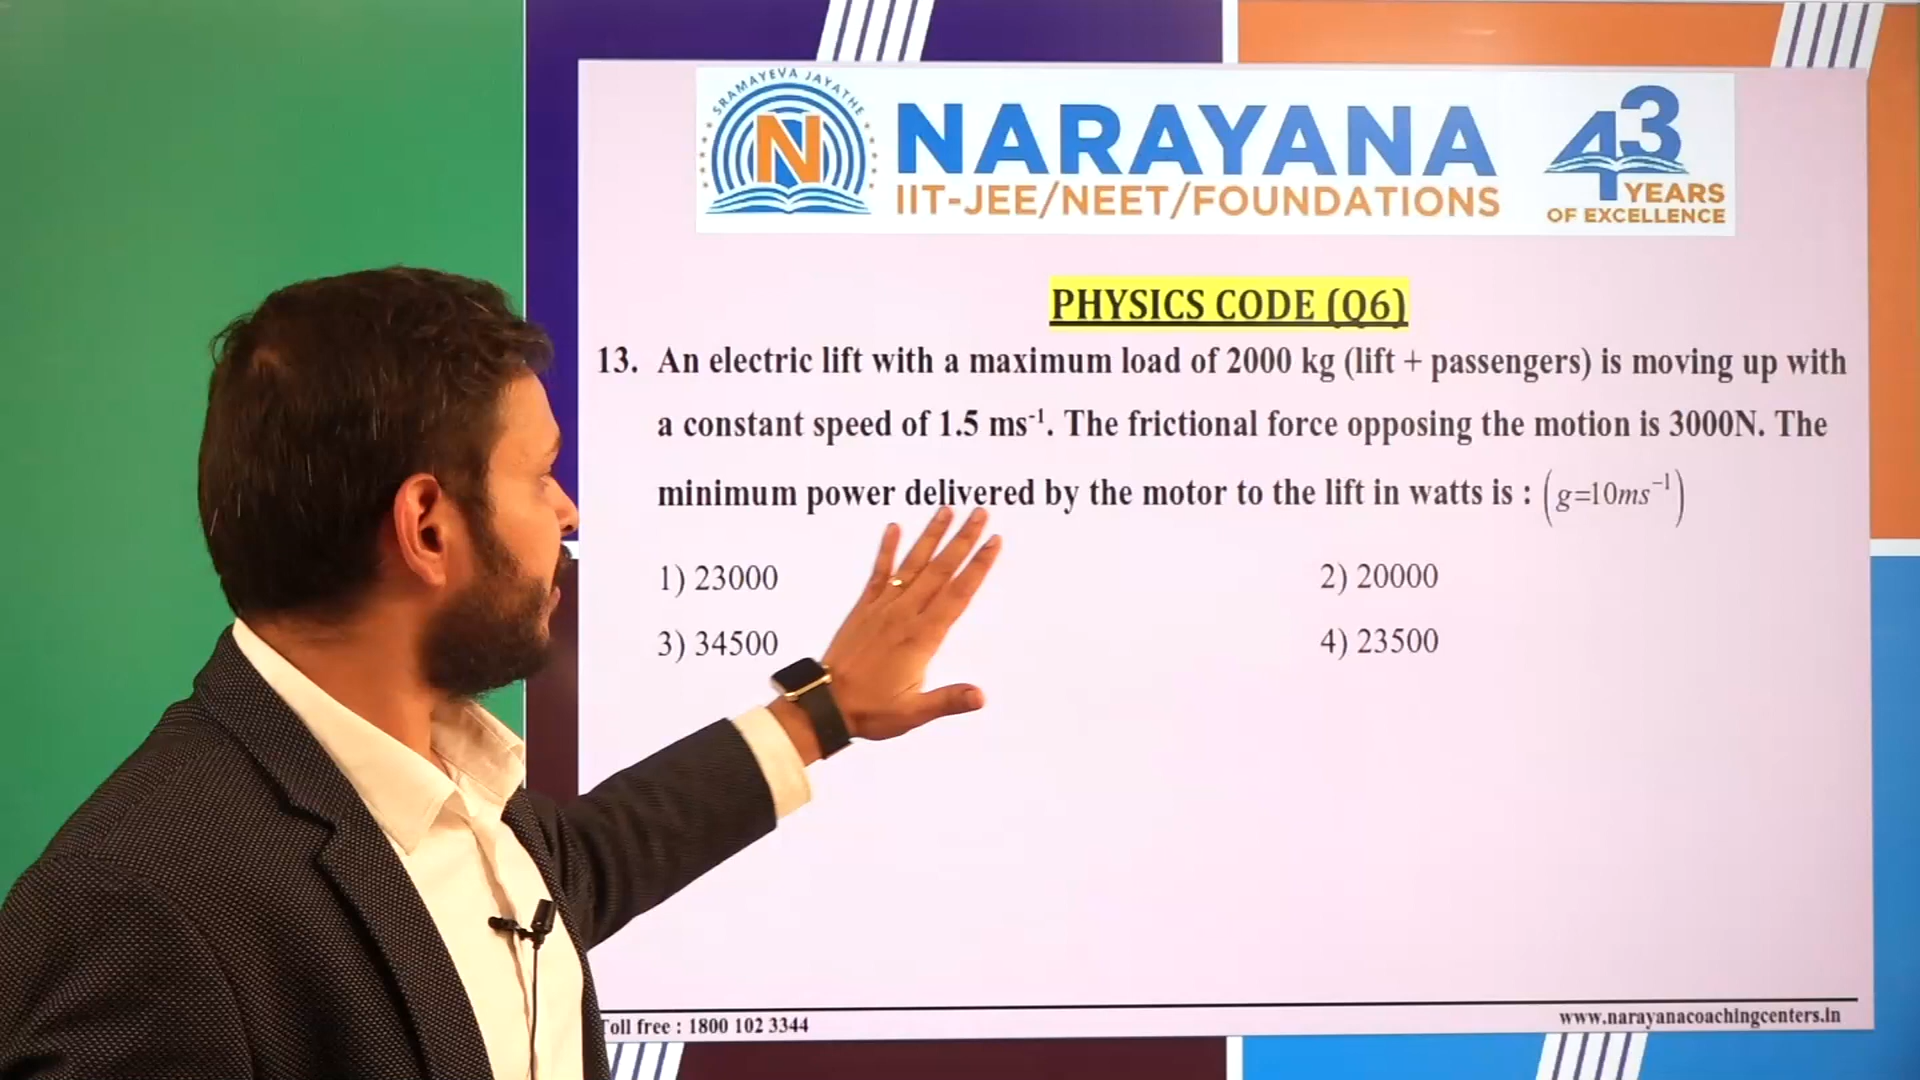 SRAMAYEVA JAYATHE
N
NARAYANA
IIT-JEE/NEET/FOUNDATIONS
43
YEARS
OF EXCELLENCE
PHYSICS CODE (Q6)
13. An electric lift with a maximum load of 2000 kg (lift + passengers) is moving up with
a constant speed of 1.5 ms⁻¹. The frictional force opposing the motion is 3000N. The
minimum power delivered by the motor to the lift in watts is : (g=10ms⁻¹)
1) 23000 2) 20000
3) 34500 4) 23500
Toll free : 1800 102 3344 www.narayanacoachingcenters.in